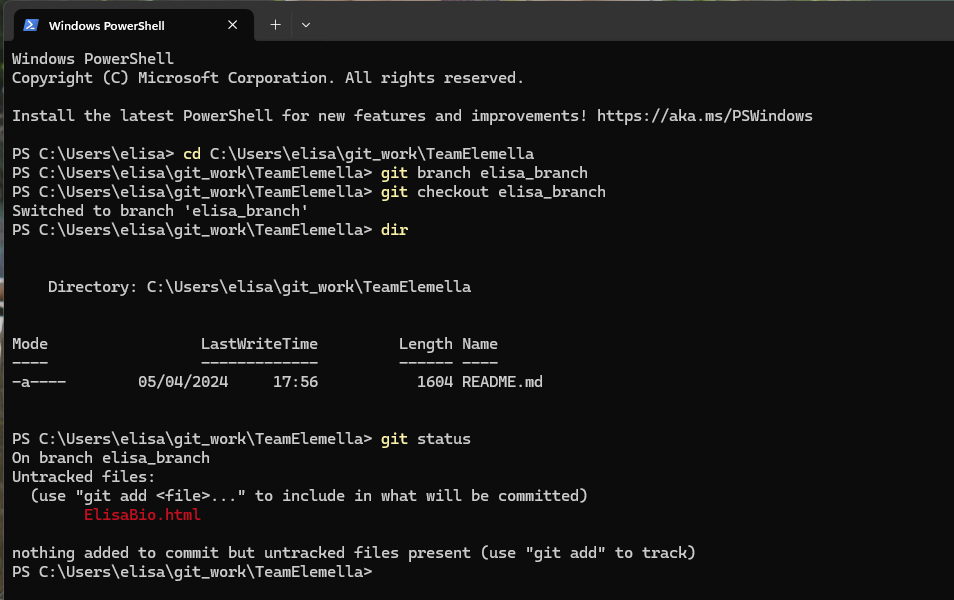 Windows PowerShell
Windows PowerShell
Copyright (C) Microsoft Corporation. All rights reserved.
Install the latest PowerShell for new features and improvements! https://aka.ms/PSWindows
PS C:\Users\elisa> cd C:\Users\elisa\git_work\TeamElemella
PS C:\Users\elisa\git_work\TeamElemella> git branch elisa_branch
PS C:\Users\elisa\git_work\TeamElemella> git checkout elisa_branch
Switched to branch 'elisa_branch'
PS C:\Users\elisa\git_work\TeamElemella> dir
Directory: C:\Users\elisa\git_work\TeamElemella
Mode LastWriteTime Length Name
---- ------------- ------ ----
-a---- 05/04/2024 17:56 1604 README.md
PS C:\Users\elisa\git_work\TeamElemella> git status
On branch elisa_branch
Untracked files:
(use "git add <file>..." to include in what will be committed)
ElisaBio.html
nothing added to commit but untracked files present (use "git add" to track)
PS C:\Users\elisa\git_work\TeamElemella>